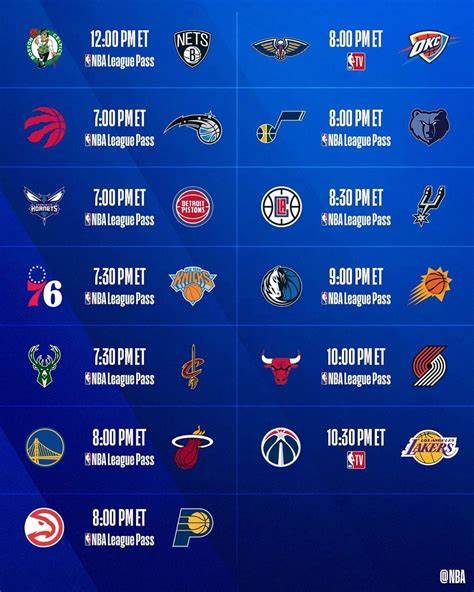 12:00 PM ET
NBA League Pass
NETS
B
8:00 PM ET
NBA TV
OKC
7:00 PM ET
NBA League Pass
8:00 PM ET
NBA League Pass
HORNETS
7:00 PM ET
NBA League Pass
DETROIT
PISTONS
8:30 PM ET
NBA League Pass
76
7:30 PM ET
NBA League Pass
NEW YORK
KNICKS
9:00 PM ET
NBA League Pass
7:30 PM ET
NBA League Pass
C
10:00 PM ET
NBA League Pass
8:00 PM ET
NBA League Pass
10:30 PM ET
NBA TV
LOS ANGELES
LAKERS
8:00 PM ET
NBA League Pass
@NBA